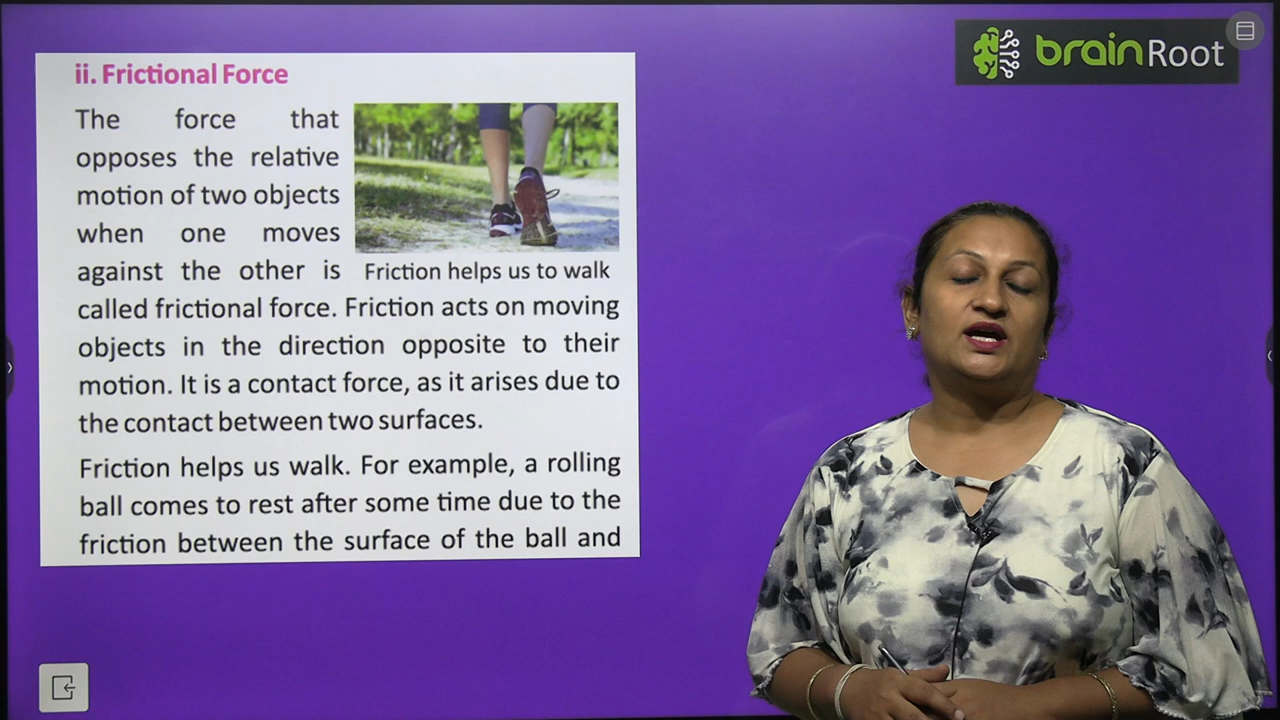 ii. Frictional Force
The force that
opposes the relative
motion of two objects
when one moves
against the other is
Friction helps us to walk
called frictional force. Friction acts on moving
objects in the direction opposite to their
motion. It is a contact force, as it arises due to
the contact between two surfaces.
Friction helps us walk. For example, a rolling
ball comes to rest after some time due to the
friction between the surface of the ball and
brainRoot